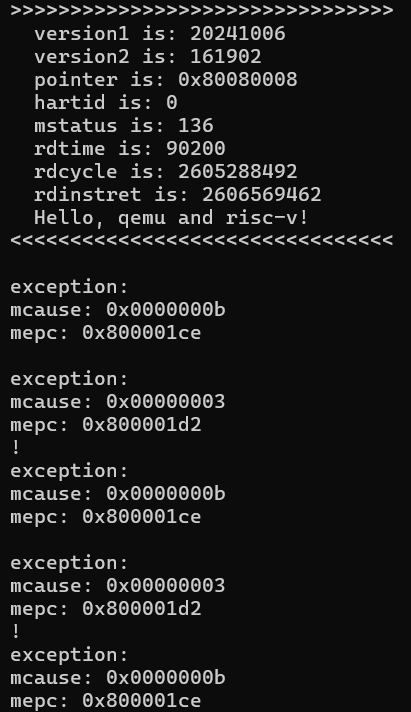 >>>>>>>>>>>>>>>>>>>>>>>>>>>>>>>>
version1 is: 20241006
version2 is: 161902
pointer is: 0x80080008
hartid is: 0
mstatus is: 136
rdtime is: 90200
rdcycle is: 2605288492
rdinstret is: 2606569462
Hello, qemu and risc-v!
<<<<<<<<<<<<<<<<<<<<<<<<<<<<<<<<
exception:
mcause: 0x0000000b
mepc: 0x800001ce
exception:
mcause: 0x00000003
mepc: 0x800001d2
!
exception:
mcause: 0x0000000b
mepc: 0x800001ce
exception:
mcause: 0x00000003
mepc: 0x800001d2
!
exception:
mcause: 0x0000000b
mepc: 0x800001ce